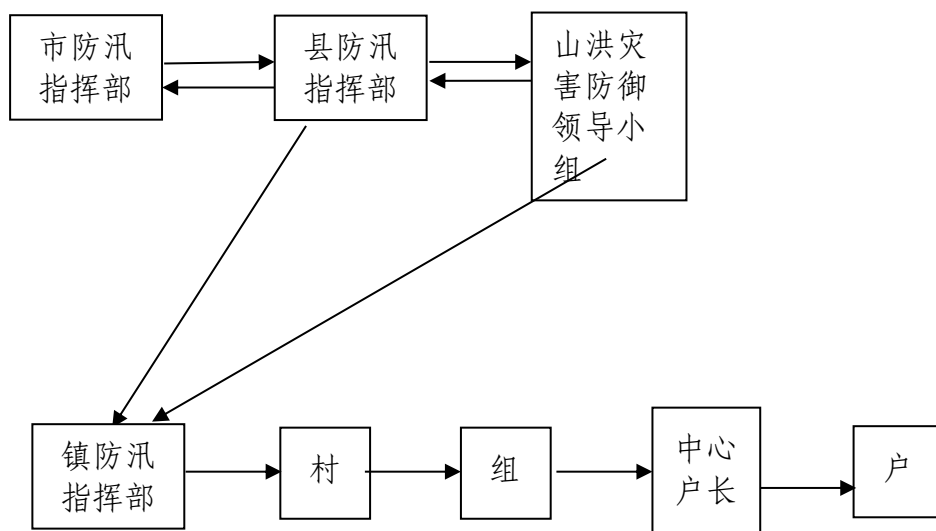 市防汛
指挥部
县防汛
指挥部
山洪灾
害防御
领导小
组
镇防汛
指挥部
村
组
中心
户长
户